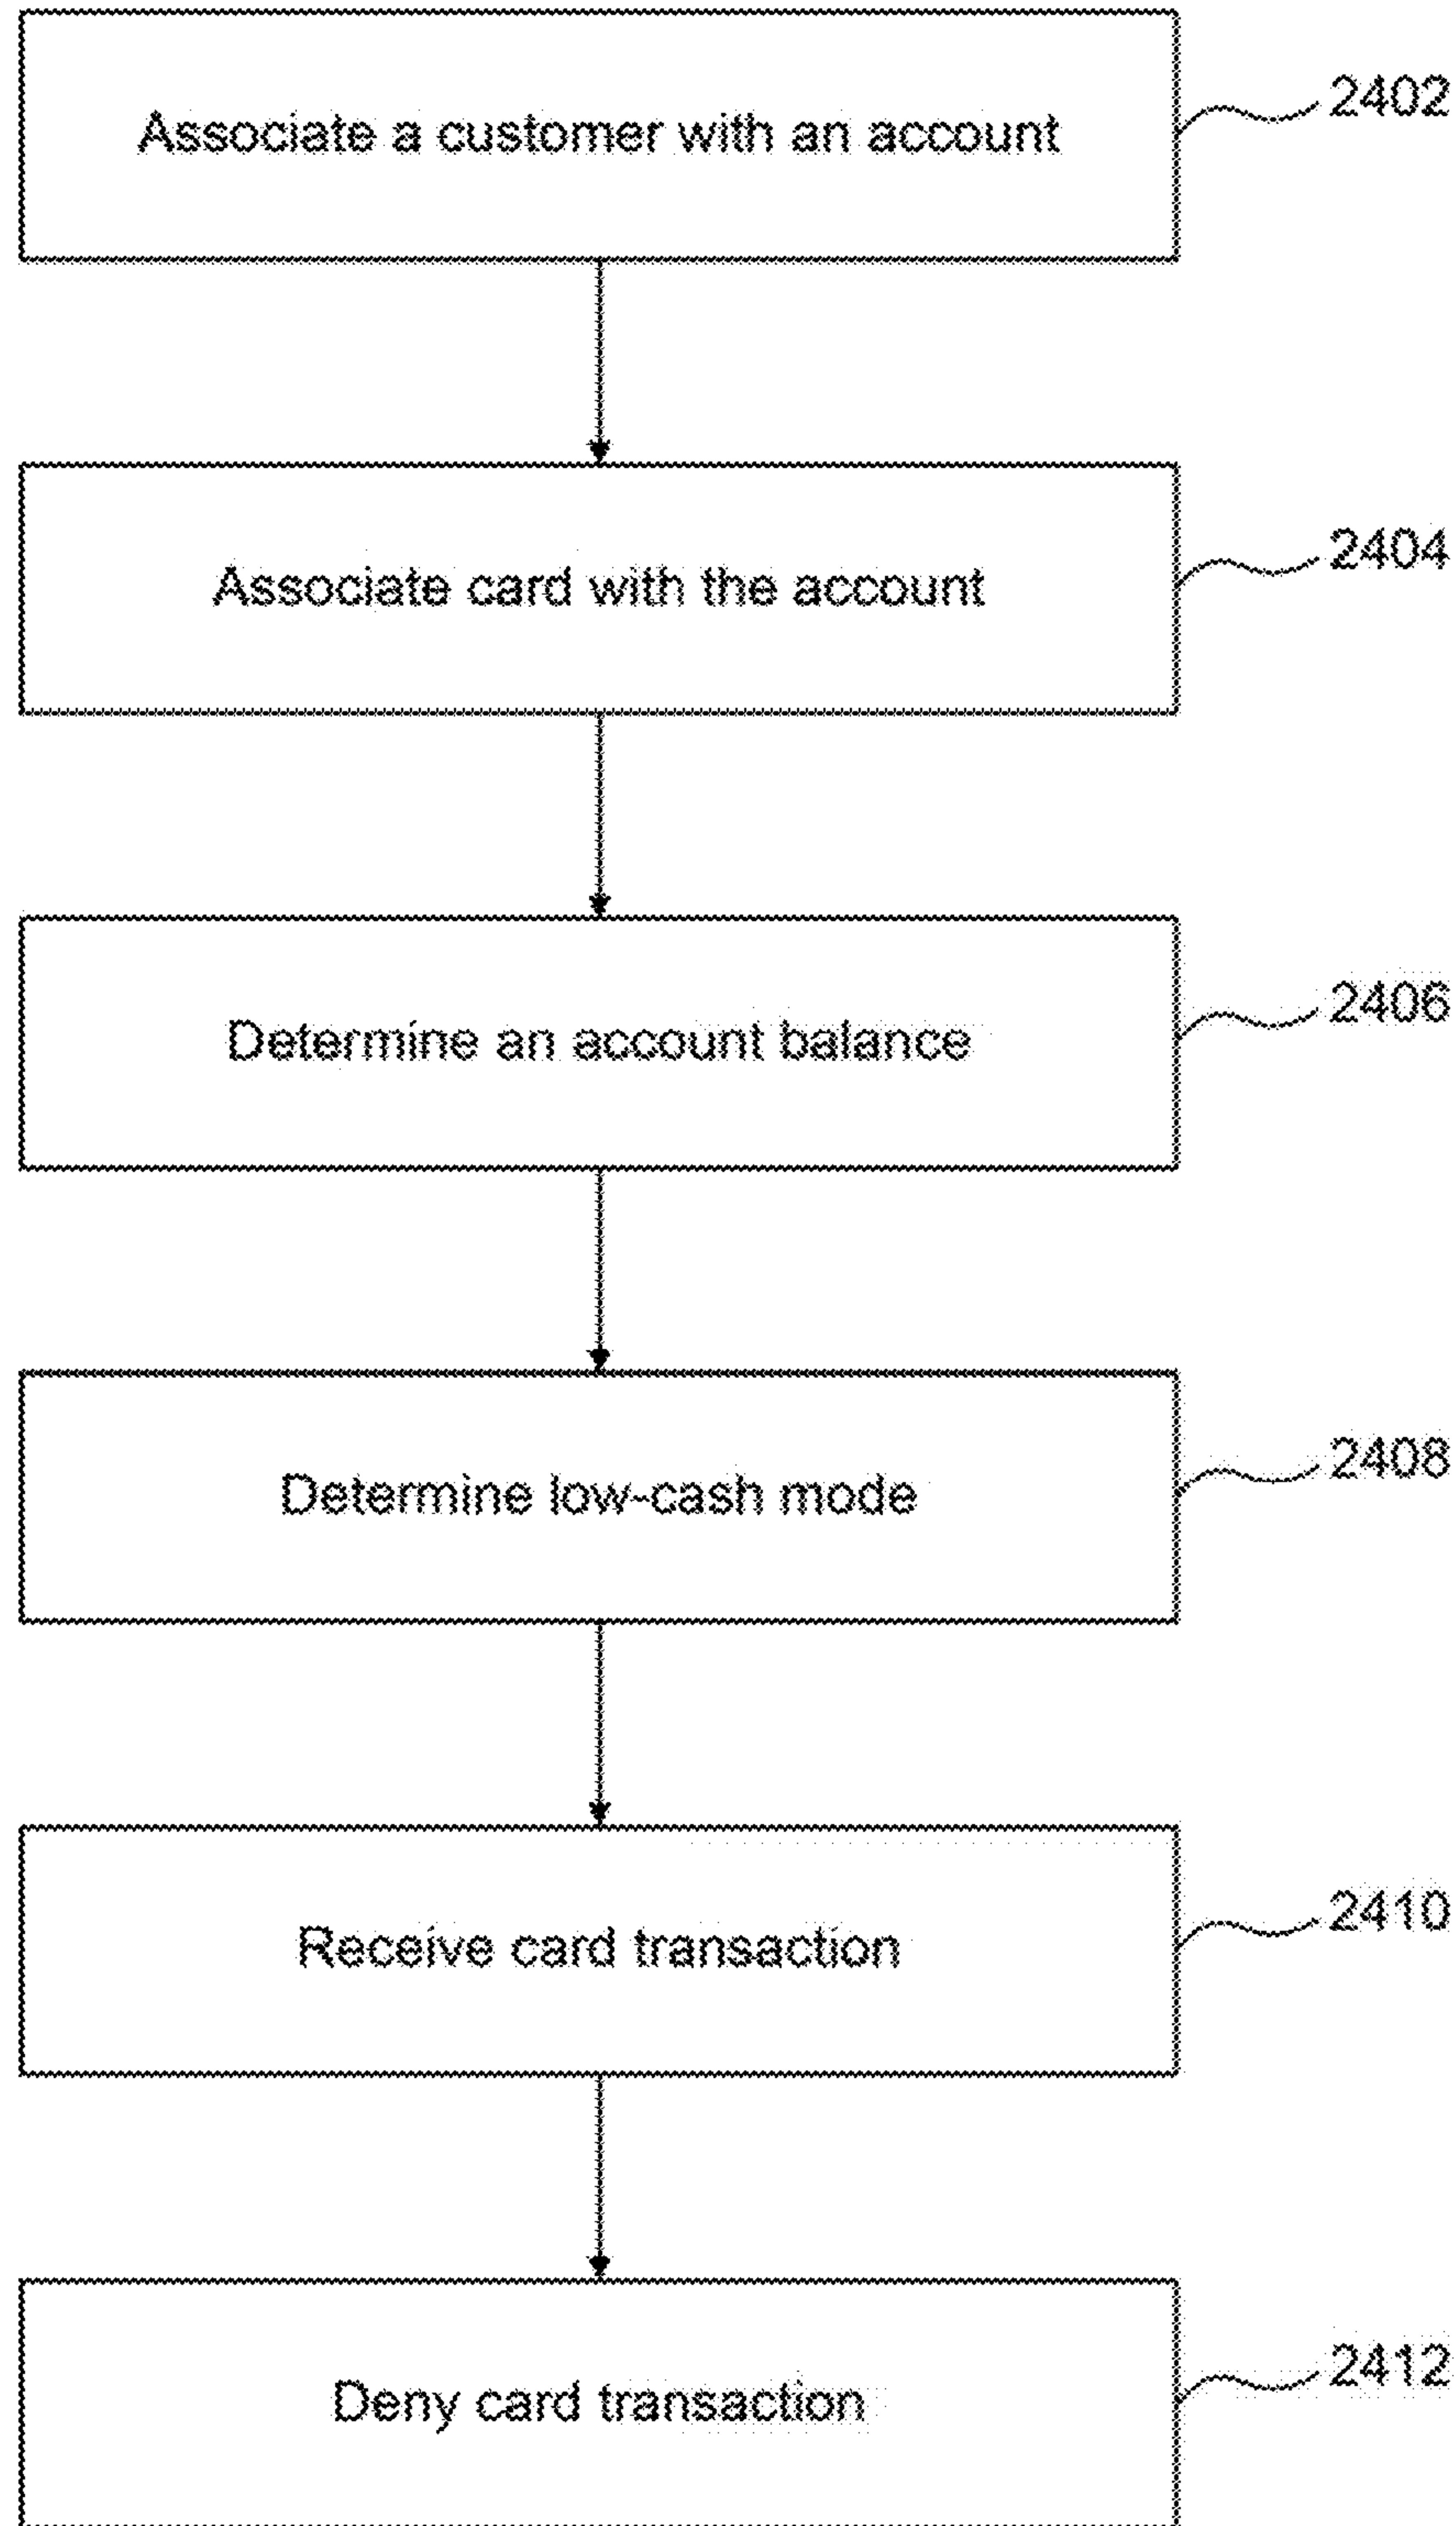 Associate a customer with an account
2402
Associate card with the account
2404
Determine an account balance
2406
Determine low-cash mode
2408
Receive card transaction
2410
Deny card transaction
2412